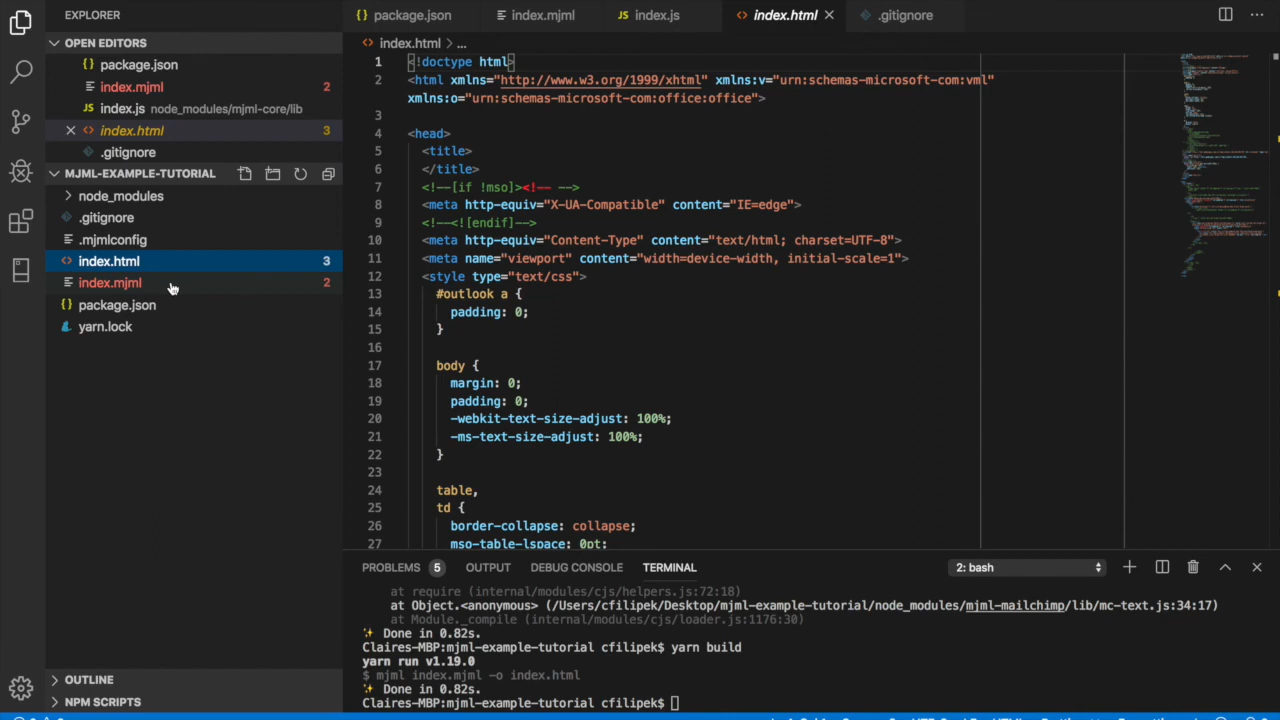 EXPLORER
OPEN EDITORS
package.json
index.mjml 2
index.js node_modules/mjml-core/lib
index.html 3
.gitignore
MJML-EXAMPLE-TUTORIAL
node_modules
.gitignore
.mjmlconfig
index.html 3
index.mjml 2
package.json
yarn.lock
OUTLINE
NPM SCRIPTS
package.json index.mjml JS index.js index.html .gitignore
index.html > ...
1 <!doctype html>
2 <html xmlns="http://www.w3.org/1999/xhtml" xmlns:v="urn:schemas-microsoft-com:vml"
xmlns:o="urn:schemas-microsoft-com:office:office">
3
4 <head>
5 <title>
6 </title>
7 <!--[if !mso]><!-- -->
8 <meta http-equiv="X-UA-Compatible" content="IE=edge">
9 <!--<![endif]-->
10 <meta http-equiv="Content-Type" content="text/html; charset=UTF-8">
11 <meta name="viewport" content="width=device-width, initial-scale=1">
12 <style type="text/css">
13 #outlook a {
14 padding: 0;
15 }
16
17 body {
18 margin: 0;
19 padding: 0;
20 -webkit-text-size-adjust: 100%;
21 -ms-text-size-adjust: 100%;
22 }
23
24 table,
25 td {
26 border-collapse: collapse;
27 mso-table-lspace: 0pt;
PROBLEMS 5 OUTPUT DEBUG CONSOLE TERMINAL 2: bash
at require (internal/modules/cjs/helpers.js:72:18)
at Object.<anonymous> (/Users/cfilipek/Desktop/mjml-example-tutorial/node_modules/mjml-mailchimp/lib/mc-text.js:34:17)
at Module._compile (internal/modules/cjs/loader.js:1176:30)
✨ Done in 0.82s.
Claires-MBP:mjml-example-tutorial cfilipek$ yarn build
yarn run v1.19.0
$ mjml index.mjml -o index.html
✨ Done in 0.82s.
Claires-MBP:mjml-example-tutorial cfilipek$